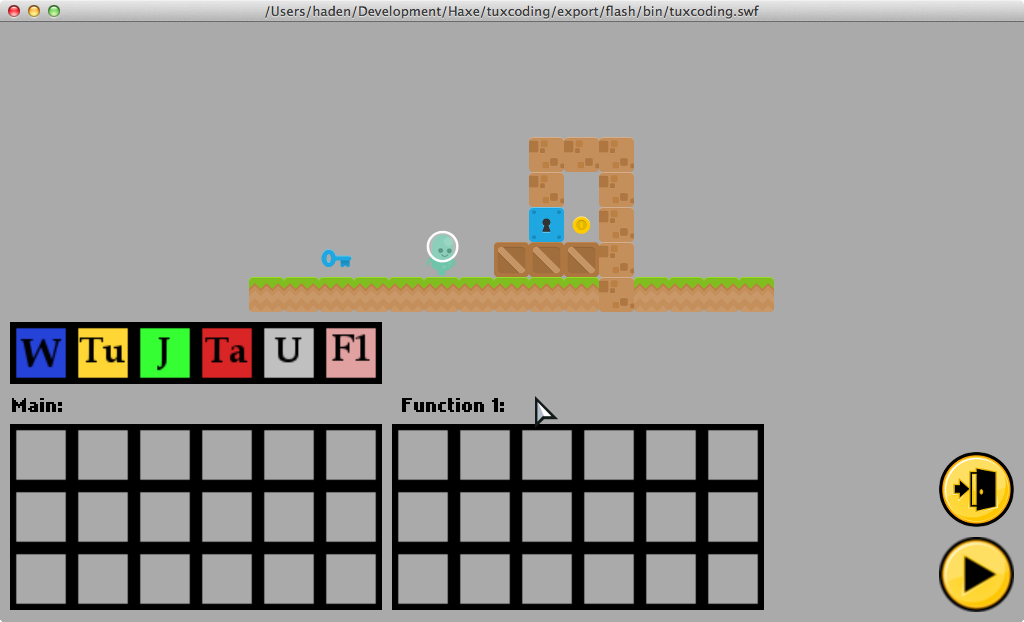 /Users/haden/Development/Haxe/tuxcoding/export/flash/bin/tuxcoding.swf
W Tu J Ta U F1
Main: Function 1: